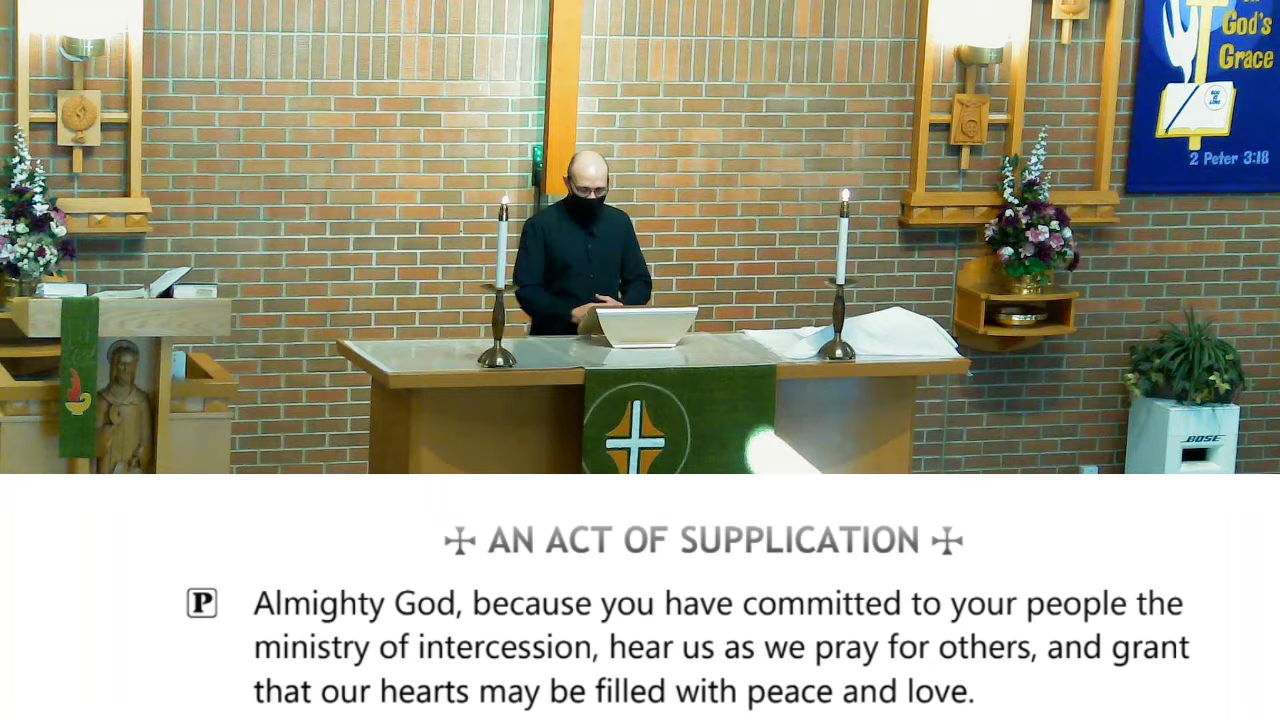 God's
Grace
2 Peter 3:18
BOSE
☩ AN ACT OF SUPPLICATION ☩
P Almighty God, because you have committed to your people the
ministry of intercession, hear us as we pray for others, and grant
that our hearts may be filled with peace and love.